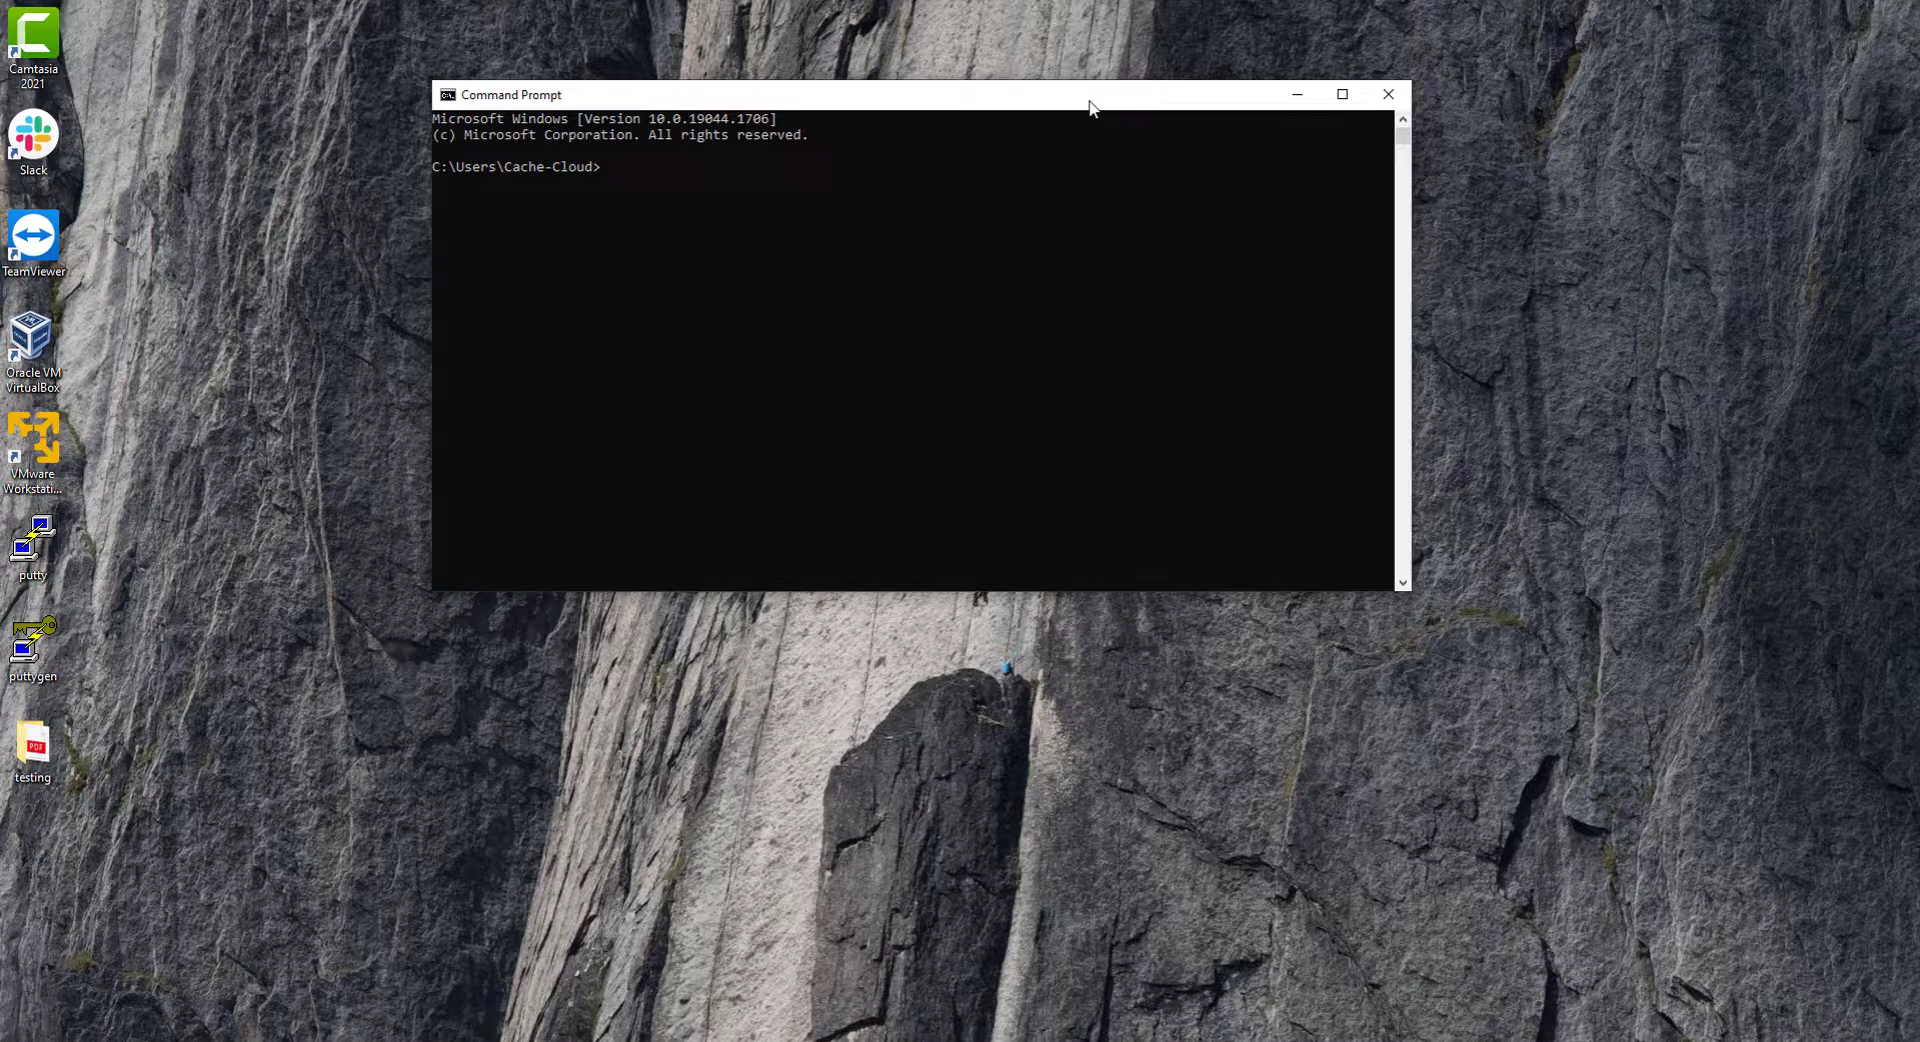 Camtasia
2021
Slack
TeamViewer
Oracle VM
VirtualBox
VMware
Workstati...
putty
puttygen
PDF
testing
Command Prompt
Microsoft Windows [Version 10.0.19044.1706]
(c) Microsoft Corporation. All rights reserved.
C:\Users\Cache-Cloud>